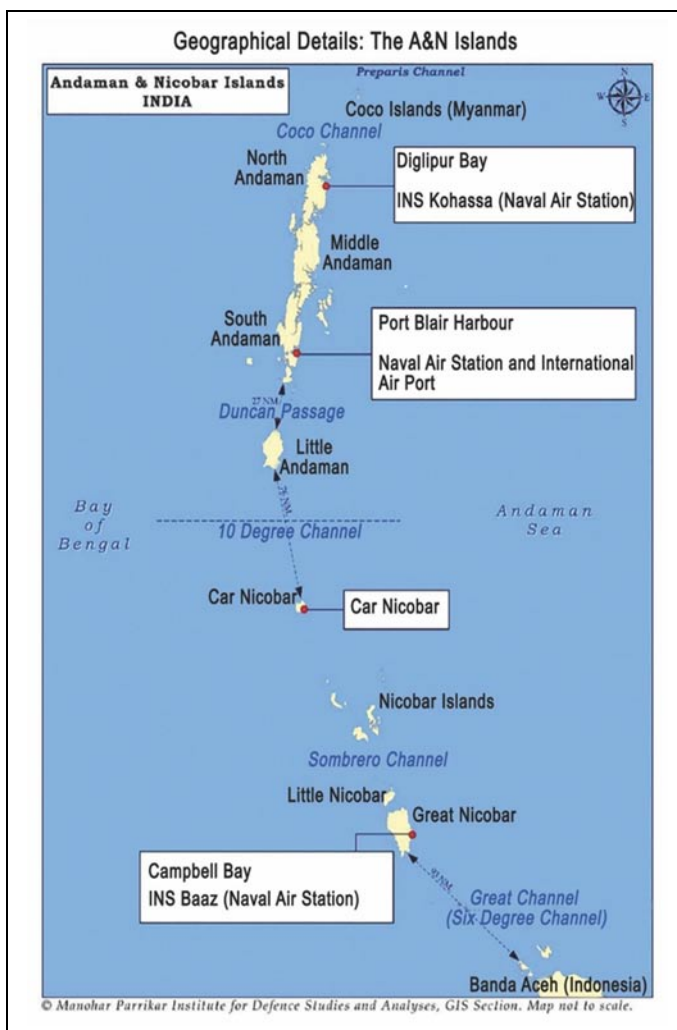 Geographical Details: The A&N Islands
Andaman & Nicobar Islands
INDIA
Preparis Channel
N
W
E
S
Coco Islands (Myanmar)
Coco Channel
North
Andaman
Diglipur Bay
INS Kohassa (Naval Air Station)
Middle
Andaman
South
Andaman
Port Blair Harbour
Naval Air Station and International
Air Port
27 NM
Duncan Passage
Little
Andaman
76 NM
Bay
of
Bengal
Andaman
Sea
10 Degree Channel
Car Nicobar
Car Nicobar
Nicobar Islands
Sombrero Channel
Little Nicobar
Great Nicobar
Campbell Bay
INS Baaz (Naval Air Station)
NM
Great Channel
(Six Degree Channel)
Banda Aceh (Indonesia)
© Manohar Parrikar Institute for Defence Studies and Analyses, GIS Section. Map not to scale.